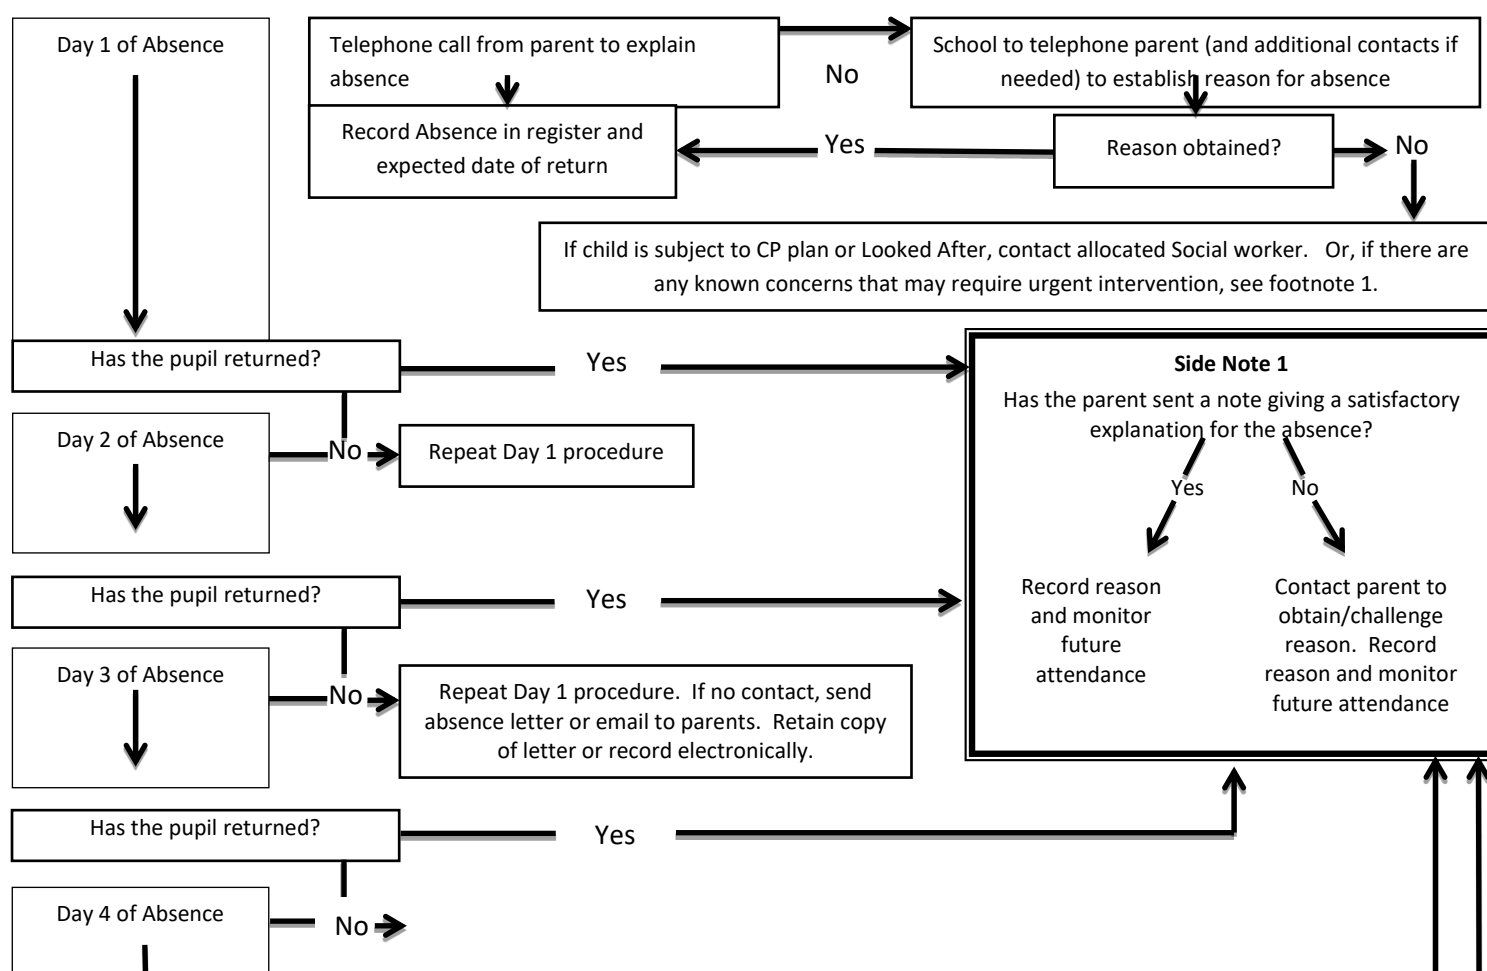 Day 1 of Absence
Telephone call from parent to explain
absence
No
School to telephone parent (and additional contacts if
needed) to establish reason for absence
Record Absence in register and
expected date of return
Yes
Reason obtained?
No
If child is subject to CP plan or Looked After, contact allocated Social worker.   Or, if there are
any known concerns that may require urgent intervention, see footnote 1.
Has the pupil returned?
Yes
Side Note 1
Has the parent sent a note giving a satisfactory
explanation for the absence?
Yes
No
Record reason
and monitor
future
attendance
Contact parent to
obtain/challenge
reason.  Record
reason and monitor
future attendance
Day 2 of Absence
No
Repeat Day 1 procedure
Has the pupil returned?
Yes
Day 3 of Absence
No
Repeat Day 1 procedure.  If no contact, send
absence letter or email to parents.  Retain copy
of letter or record electronically.
Has the pupil returned?
Yes
Day 4 of Absence
No